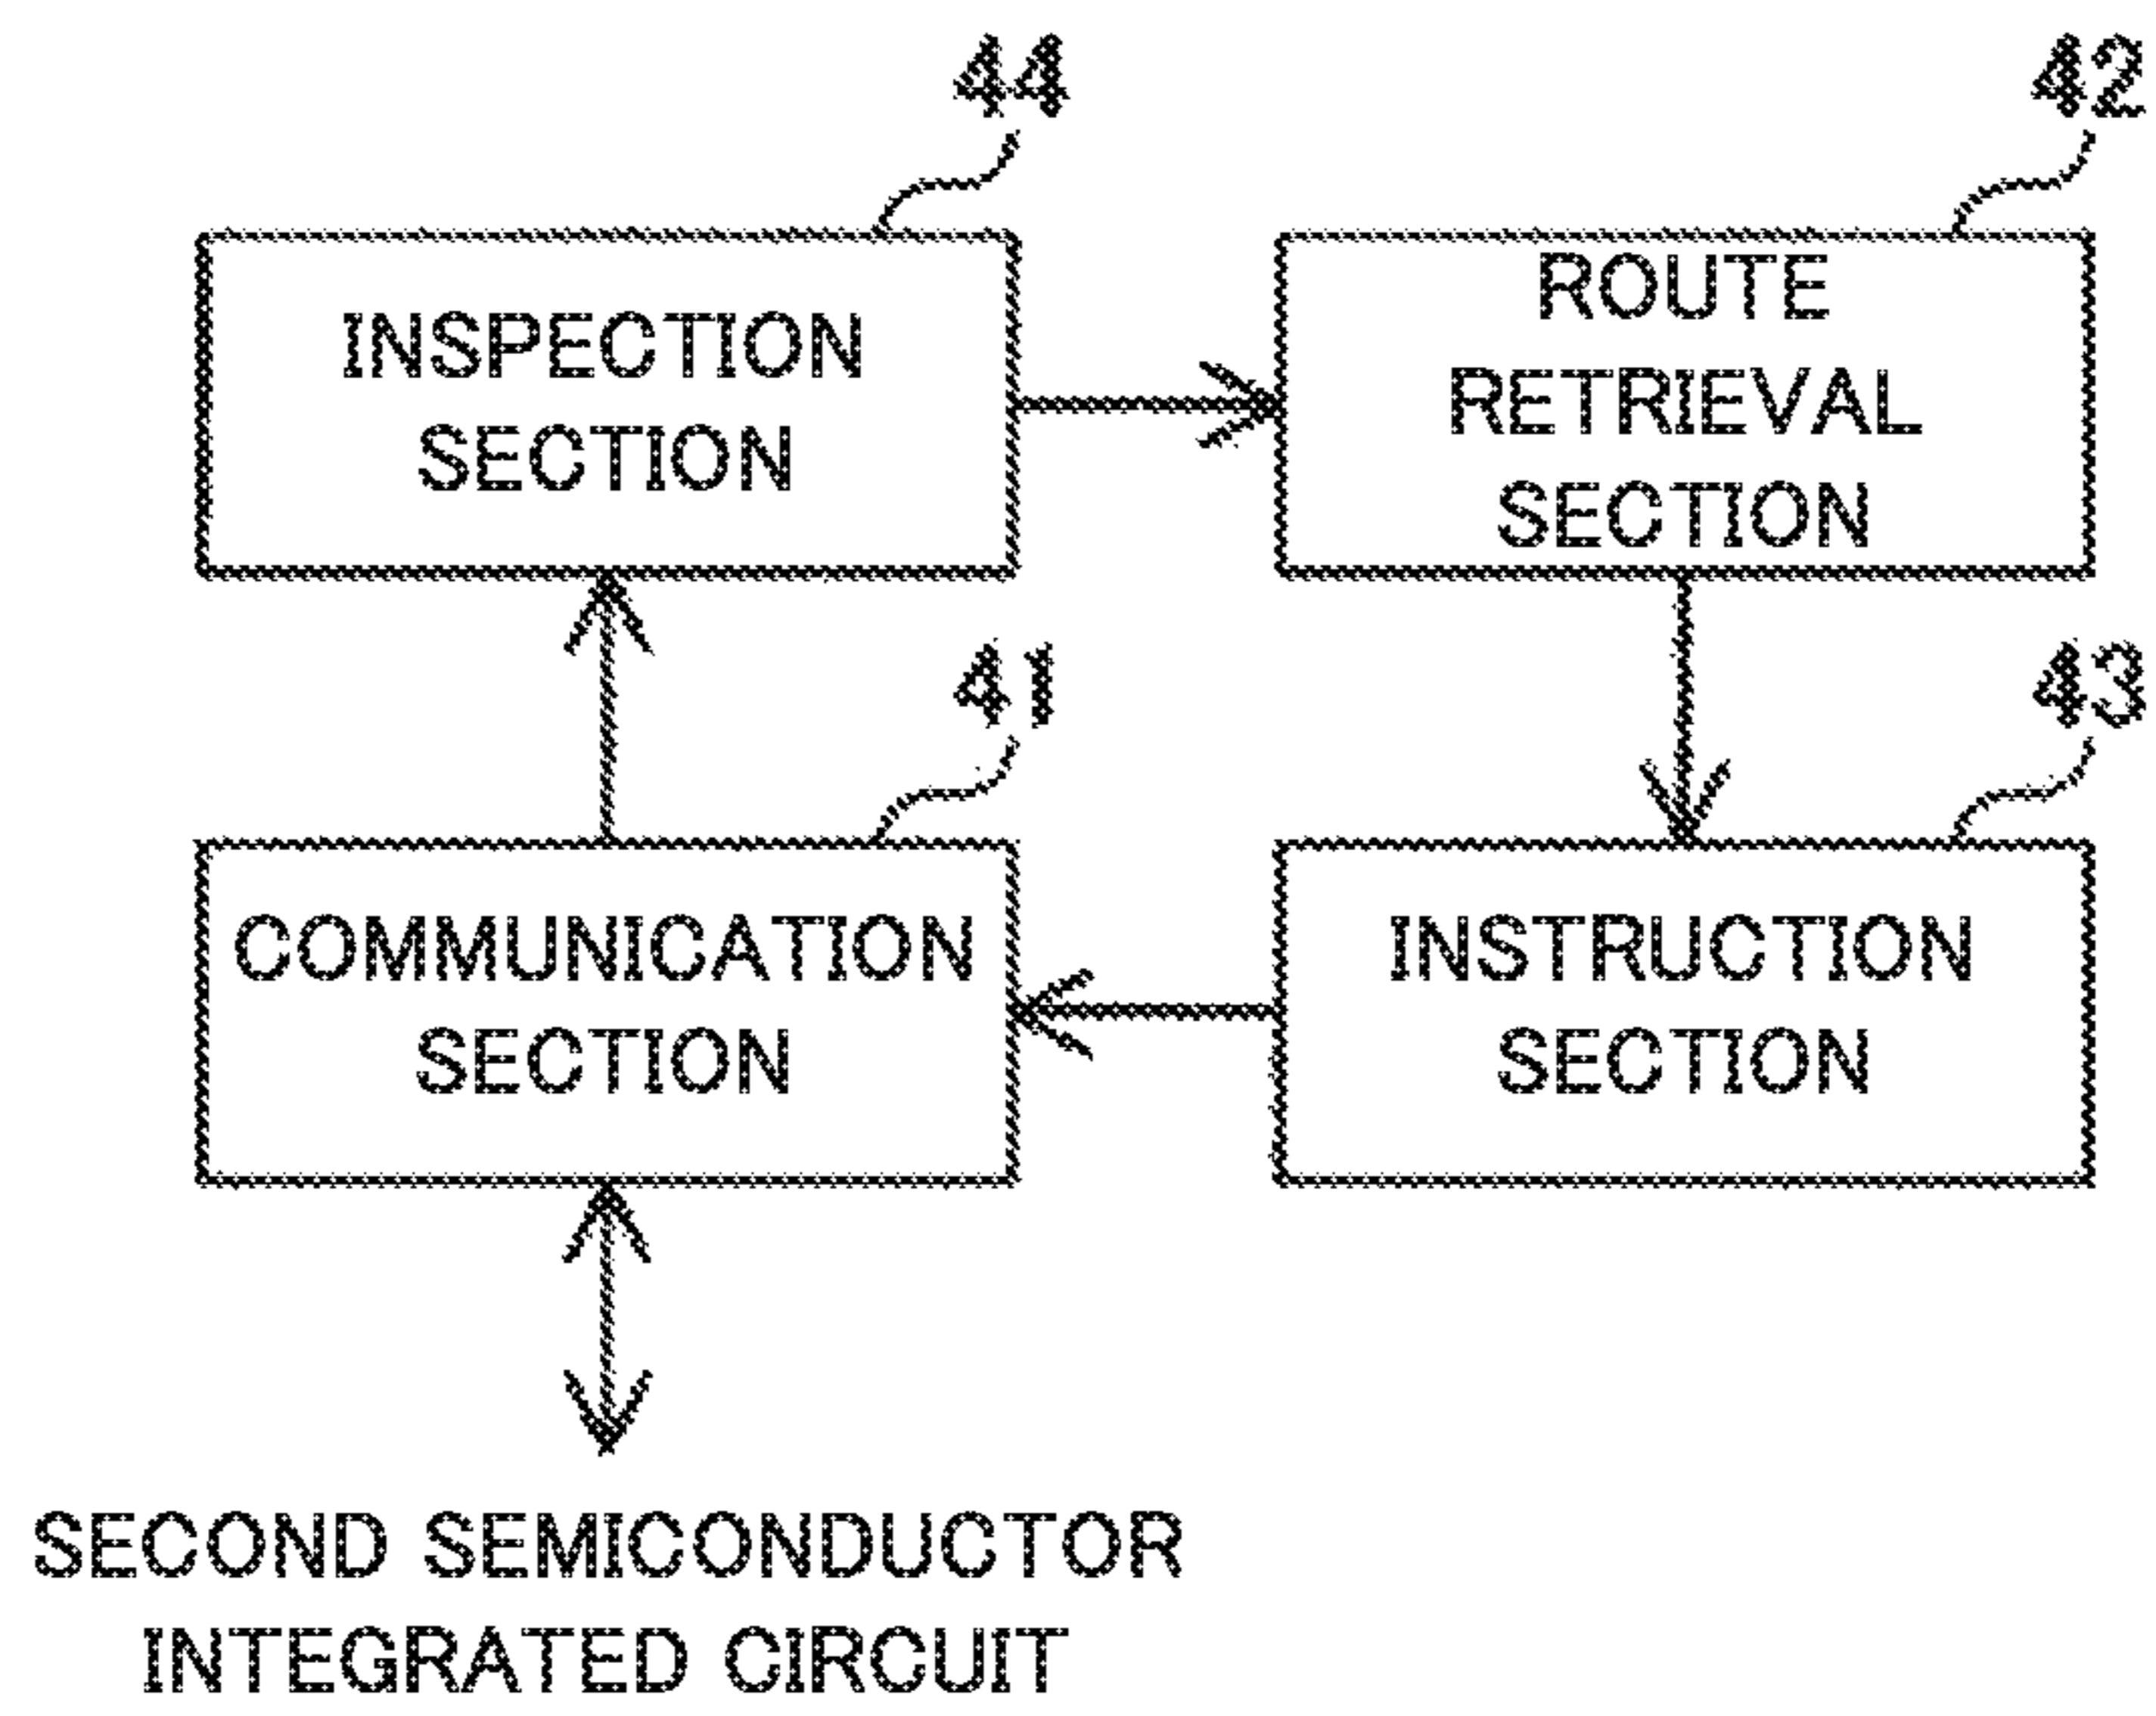 44
42
INSPECTION
SECTION
ROUTE
RETRIEVAL
SECTION
41
43
COMMUNICATION
SECTION
INSTRUCTION
SECTION
SECOND SEMICONDUCTOR
INTEGRATED CIRCUIT